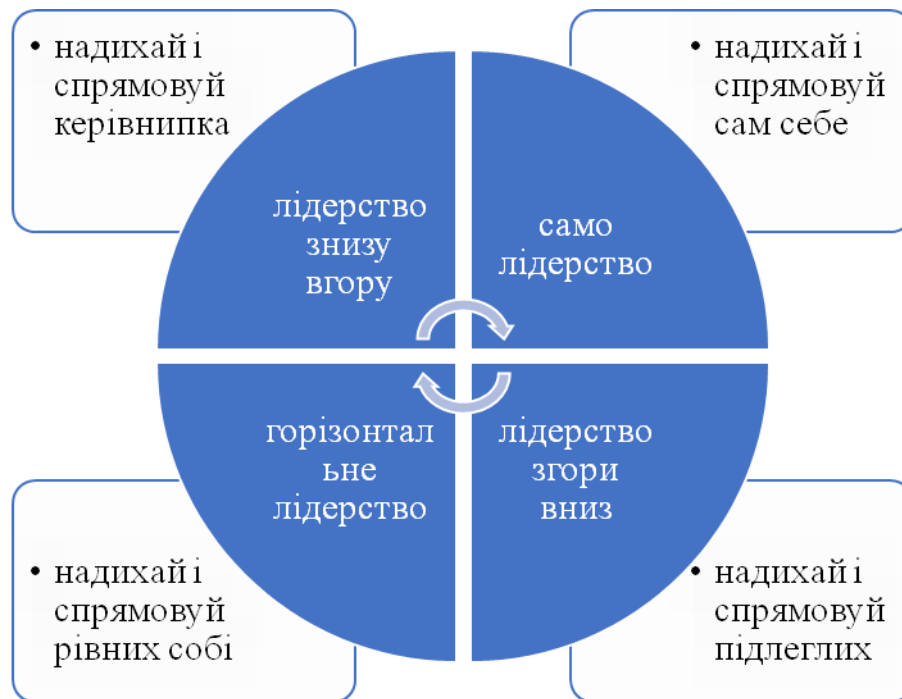 • надихай і
спрямовуй
керівнипка
• надихай і
спрямовуй
сам себе
лідерство
знизу
вгору
само
лідерство
горізонтал
ьне
лідерство
лідерство
згори
вниз
• надихай і
спрямовуй
рівних собі
• надихай і
спрямовуй
підлеглих